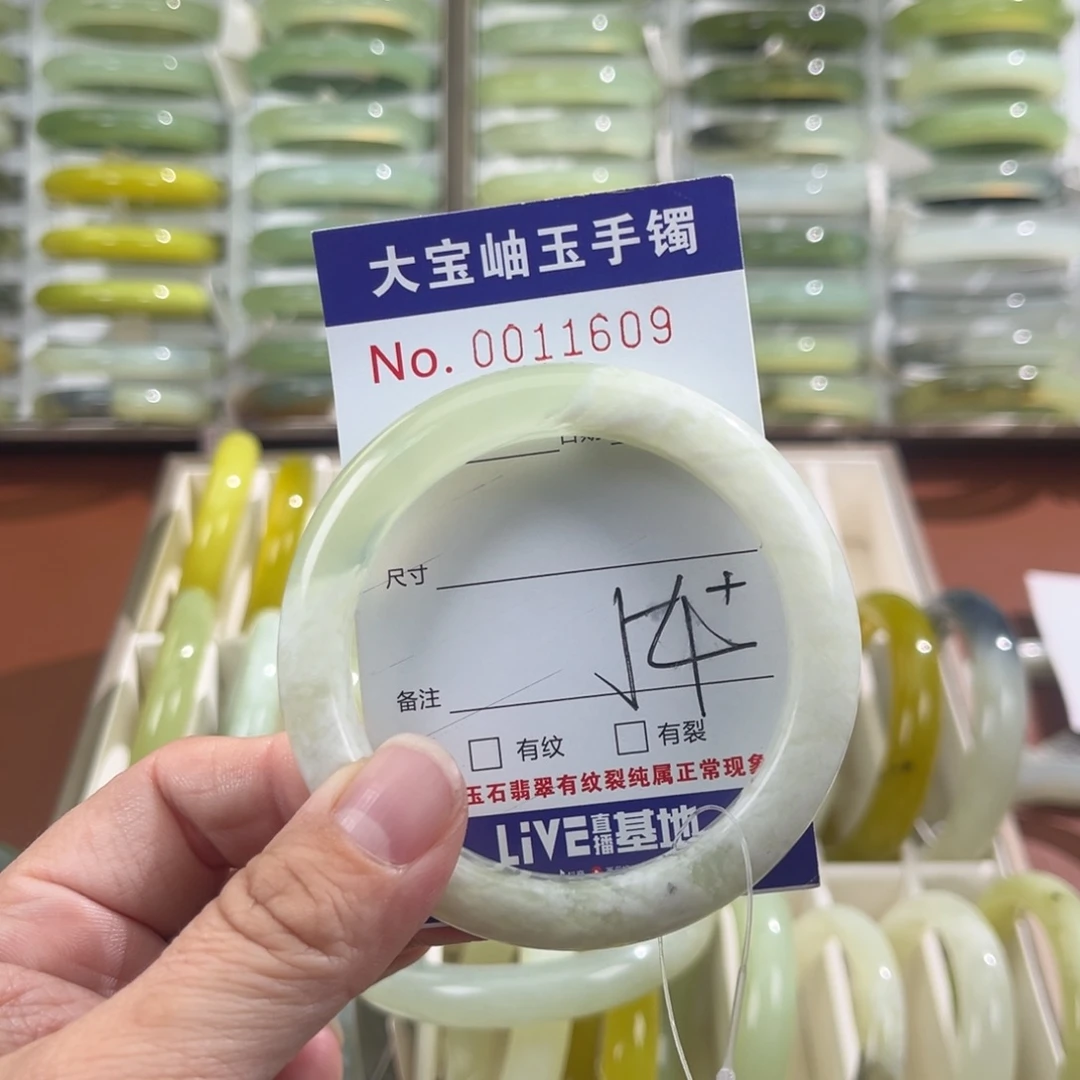 大宝岫玉手镯
No. 0011609
尺寸
备注
□ 有纹 □ 有裂
玉石翡翠有纹裂纯属正常现象
LiVE直播基地